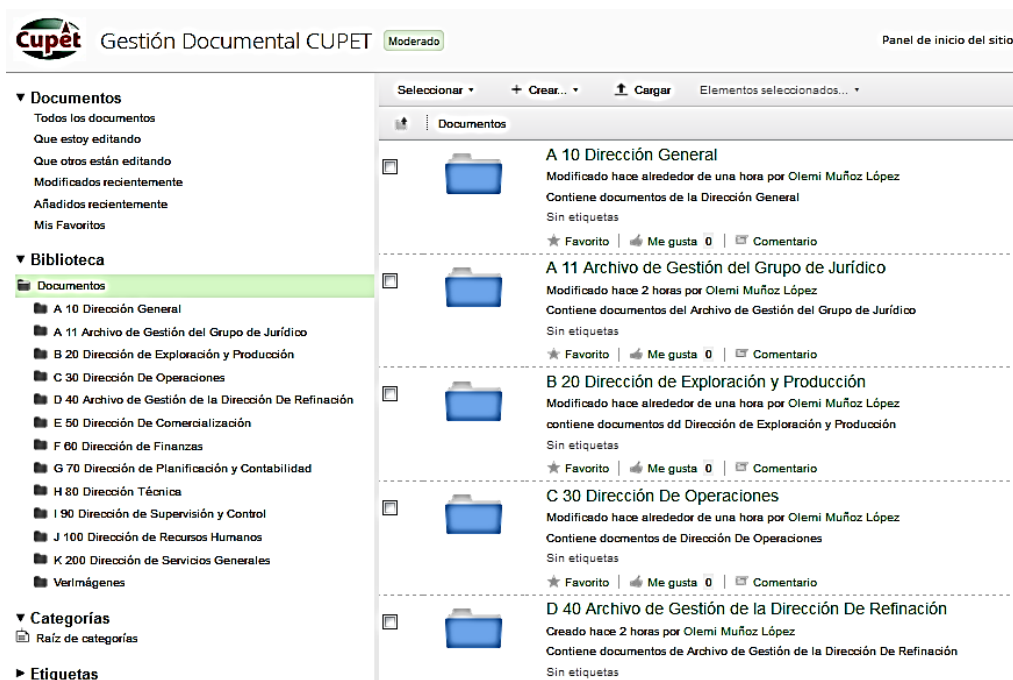 Cupet
Gestión Documental CUPET
Moderado
Panel de inicio del sitio
Documentos
Todos los documentos
Que estoy editando
Que otros están editando
Modificados recientemente
Añadidos recientemente
Mis Favoritos
Biblioteca
Documentos
A 10 Dirección General
A 11 Archivo de Gestión del Grupo de Jurídico
B 20 Dirección de Exploración y Producción
C 30 Dirección De Operaciones
D 40 Archivo de Gestión de la Dirección De Refinación
E 50 Dirección De Comercialización
F 60 Dirección de Finanzas
G 70 Dirección de Planificación y Contabilidad
H 80 Dirección Técnica
I 90 Dirección de Supervisión y Control
J 100 Dirección de Recursos Humanos
K 200 Dirección de Servicios Generales
VerImágenes
Categorías
Raíz de categorías
Etiquetas
Seleccionar + Crear... Cargar Elementos seleccionados...
Documentos
A 10 Dirección General
Modificado hace alrededor de una hora por Olemi Muñoz López
Contiene documentos de la Dirección General
Sin etiquetas
Favorito | Me gusta 0 | Comentario
A 11 Archivo de Gestión del Grupo de Jurídico
Modificado hace 2 horas por Olemi Muñoz López
Contiene documentos del Archivo de Gestión del Grupo de Jurídico
Sin etiquetas
Favorito | Me gusta 0 | Comentario
B 20 Dirección de Exploración y Producción
Modificado hace alrededor de una hora por Olemi Muñoz López
contiene documentos dd Dirección de Exploración y Producción
Sin etiquetas
Favorito | Me gusta 0 | Comentario
C 30 Dirección De Operaciones
Modificado hace alrededor de una hora por Olemi Muñoz López
Contiene docmentos de Dirección De Operaciones
Sin etiquetas
Favorito | Me gusta 0 | Comentario
D 40 Archivo de Gestión de la Dirección De Refinación
Creado hace 2 horas por Olemi Muñoz López
Contiene documentos de Archivo de Gestión de la Dirección De Refinación
Sin etiquetas